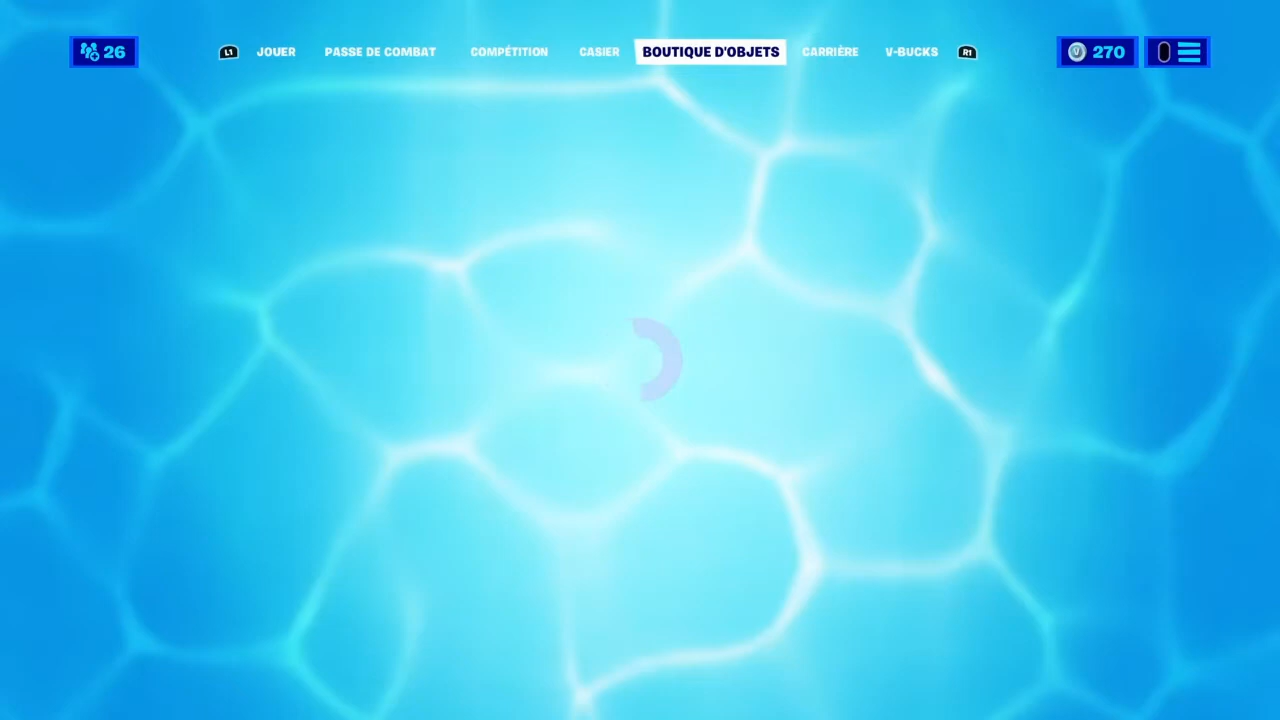 26
L1 JOUER PASSE DE COMBAT COMPÉTITION CASIER BOUTIQUE D'OBJETS CARRIÈRE V-BUCKS R1
V 270